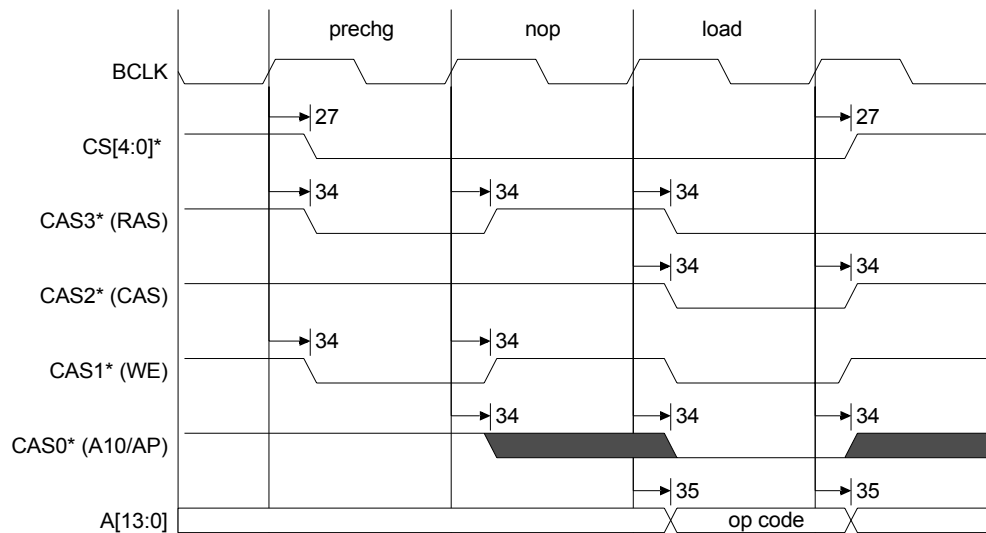 prechg nop load
BCLK
27 27
CS[4:0]*
34 34 34
CAS3* (RAS)
34 34
CAS2* (CAS)
34 34
CAS1* (WE)
34 34 34
CAS0* (A10/AP)
35 35
A[13:0] op code